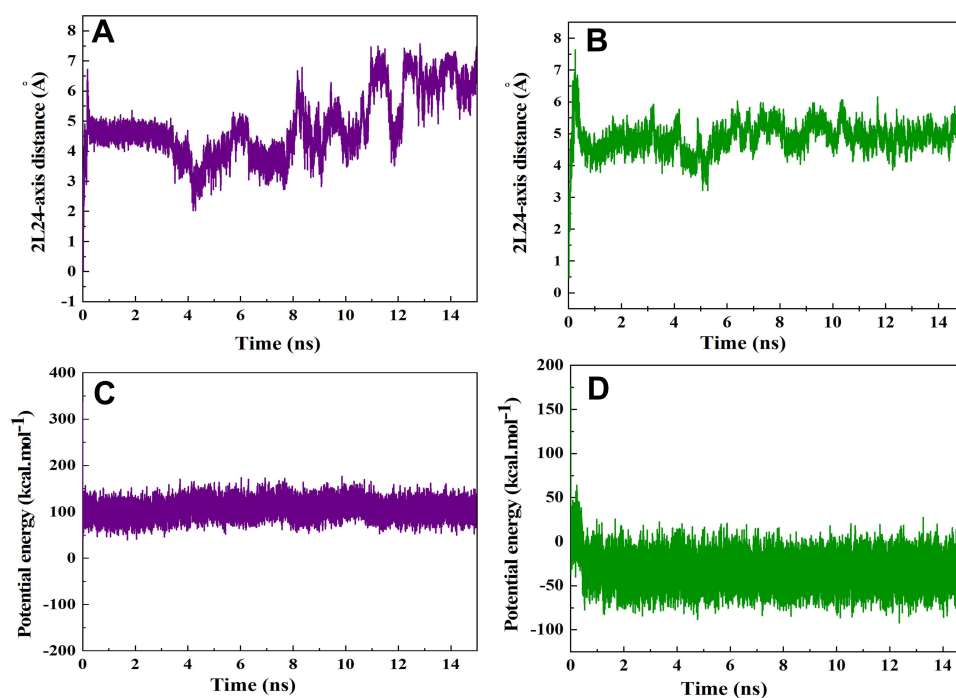 A
2L24-axis distance (Å)
8
7
6
5
4
3
2
1
0
-1
0 2 4 6 8 10 12 14
Time (ns)
B
2L24-axis distance (Å)
8
7
6
5
4
3
2
1
0
0 2 4 6 8 10 12 14
Time (ns)
C
Potential energy (kcal.mol-1)
400
300
200
100
0
-100
-200
0 2 4 6 8 10 12 14
Time (ns)
D
Potential energy (kcal.mol-1)
200
150
100
50
0
-50
-100
0 2 4 6 8 10 12 14
Time (ns)